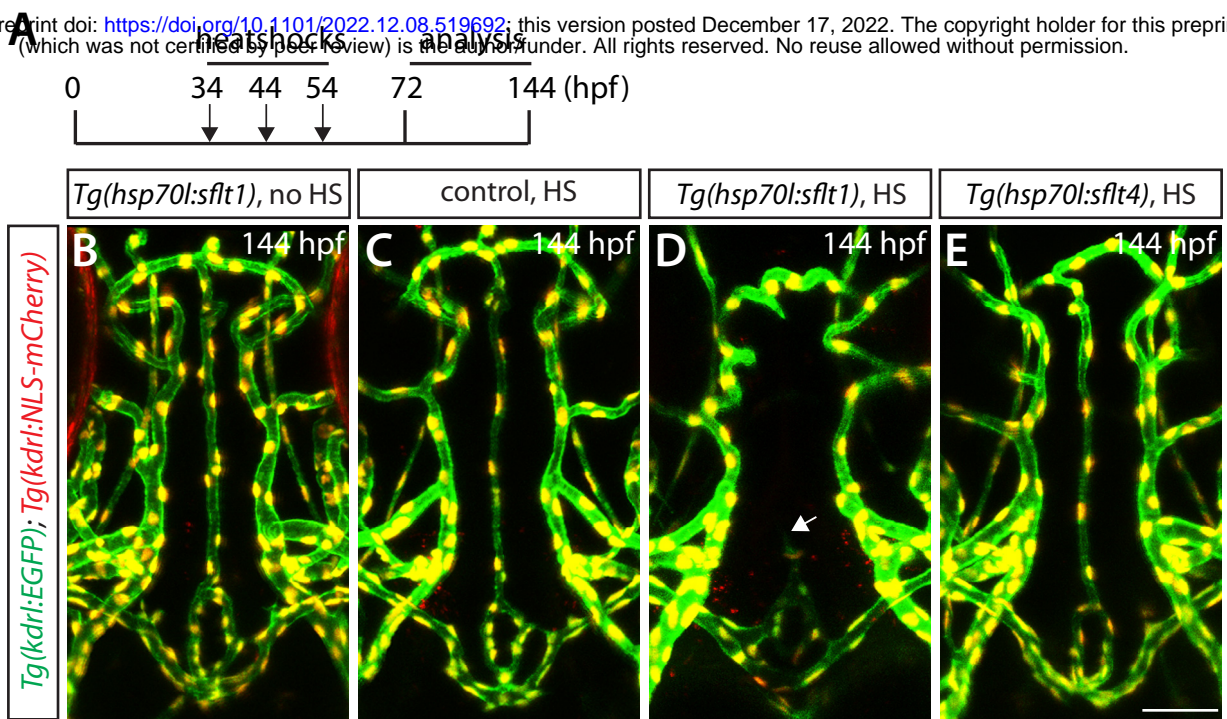 reprint doi: https://doi.org/10.1101/2022.12.08.519692; this version posted December 17, 2022. The copyright holder for this prepri
(which was not certified by peer review) is the author/funder. All rights reserved. No reuse allowed without permission.
A
heatshocks analysis
0 34 44 54 72 144 (hpf)
Tg(hsp70l:sflt1), no HS
control, HS
Tg(hsp70l:sflt1), HS
Tg(hsp70l:sflt4), HS
Tg(kdrl:EGFP); Tg(kdrl:NLS-mCherry)
B 144 hpf
C 144 hpf
D 144 hpf
E 144 hpf